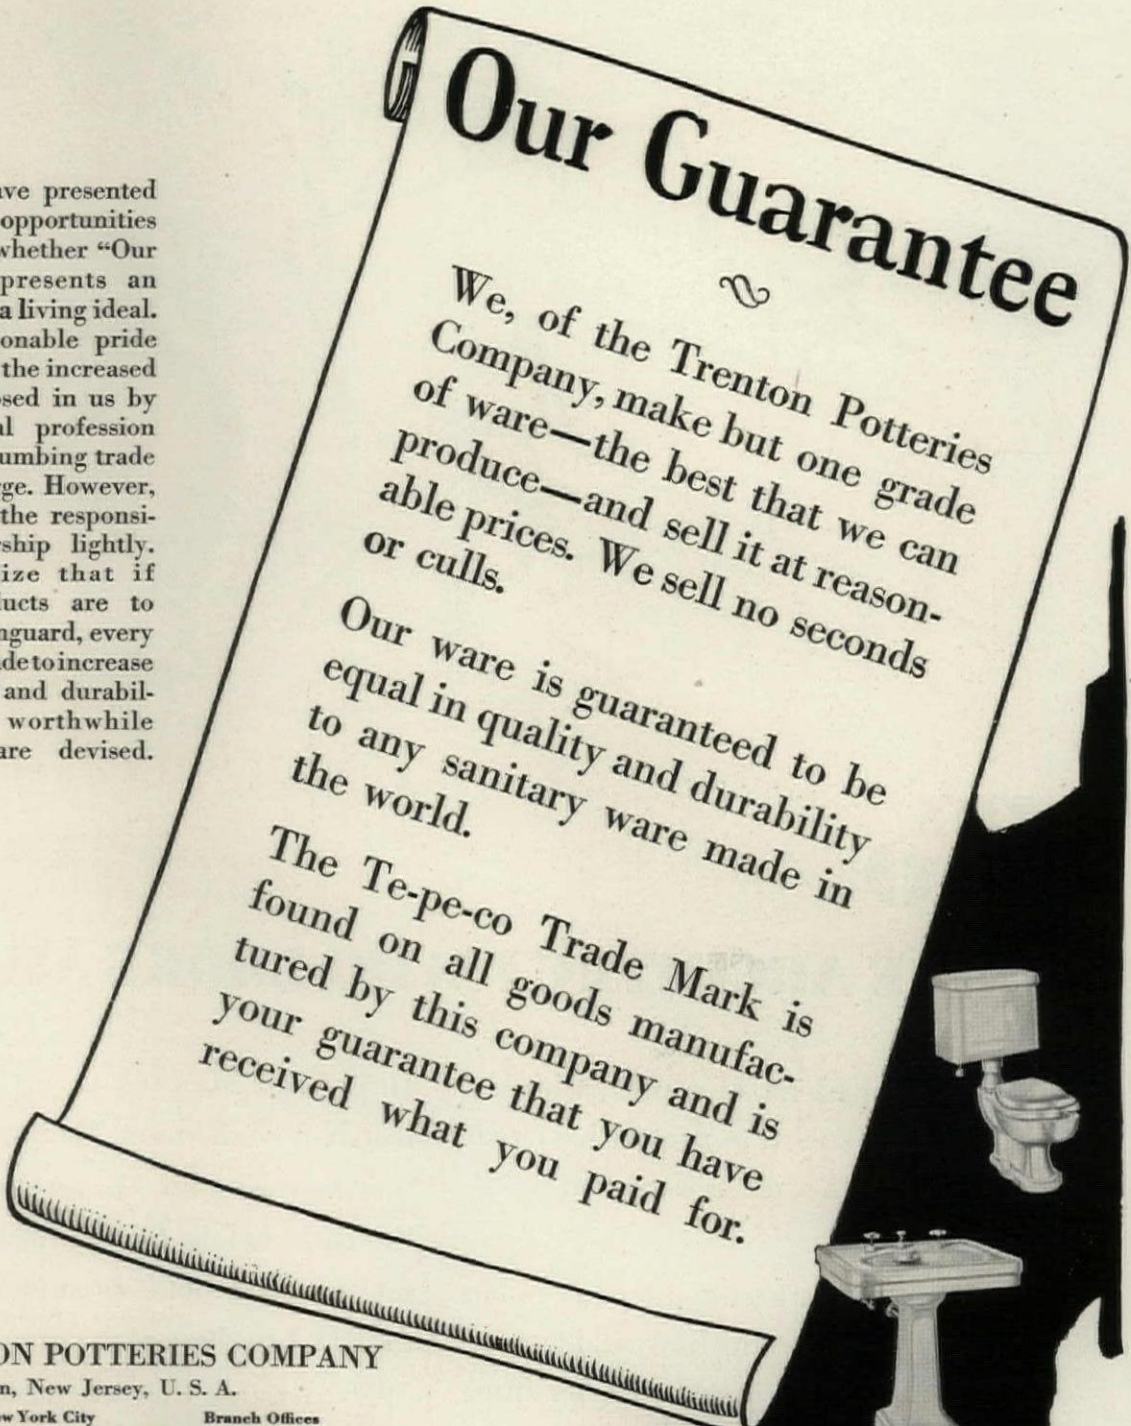 ve presented
opportunities
whether “Our
presents an
a living ideal.
onable pride
the increased
sed in us by
l profession
umbing trade
ge. However,
the responsi-
ship lightly.
ize that if
ucts are to
nguard, every
de to increase
and durabil-
worthwhile
are devised.
Our Guarantee
We, of the Trenton Potteries
Company, make but one grade
of ware—the best that we can
produce—and sell it at reason-
able prices. We sell no seconds
or culls.
Our ware is guaranteed to be
equal in quality and durability
to any sanitary ware made in
the world.
The Te-pe-co Trade Mark is
found on all goods manufac-
tured by this company and is
your guarantee that you have
received what you paid for.
ON POTTERIES COMPANY
n, New Jersey, U. S. A.
w York City Branch Offices